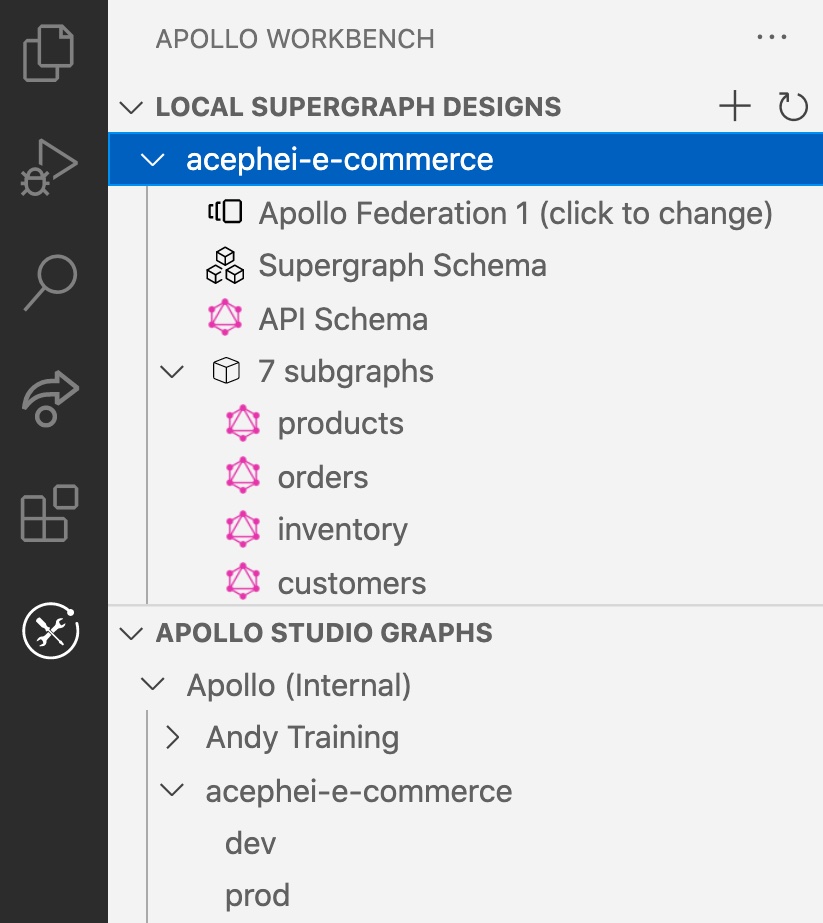 APOLLO WORKBENCH
LOCAL SUPERGRAPH DESIGNS
acephei-e-commerce
Apollo Federation 1 (click to change)
Supergraph Schema
API Schema
7 subgraphs
products
orders
inventory
customers
APOLLO STUDIO GRAPHS
Apollo (Internal)
Andy Training
acephei-e-commerce
dev
prod